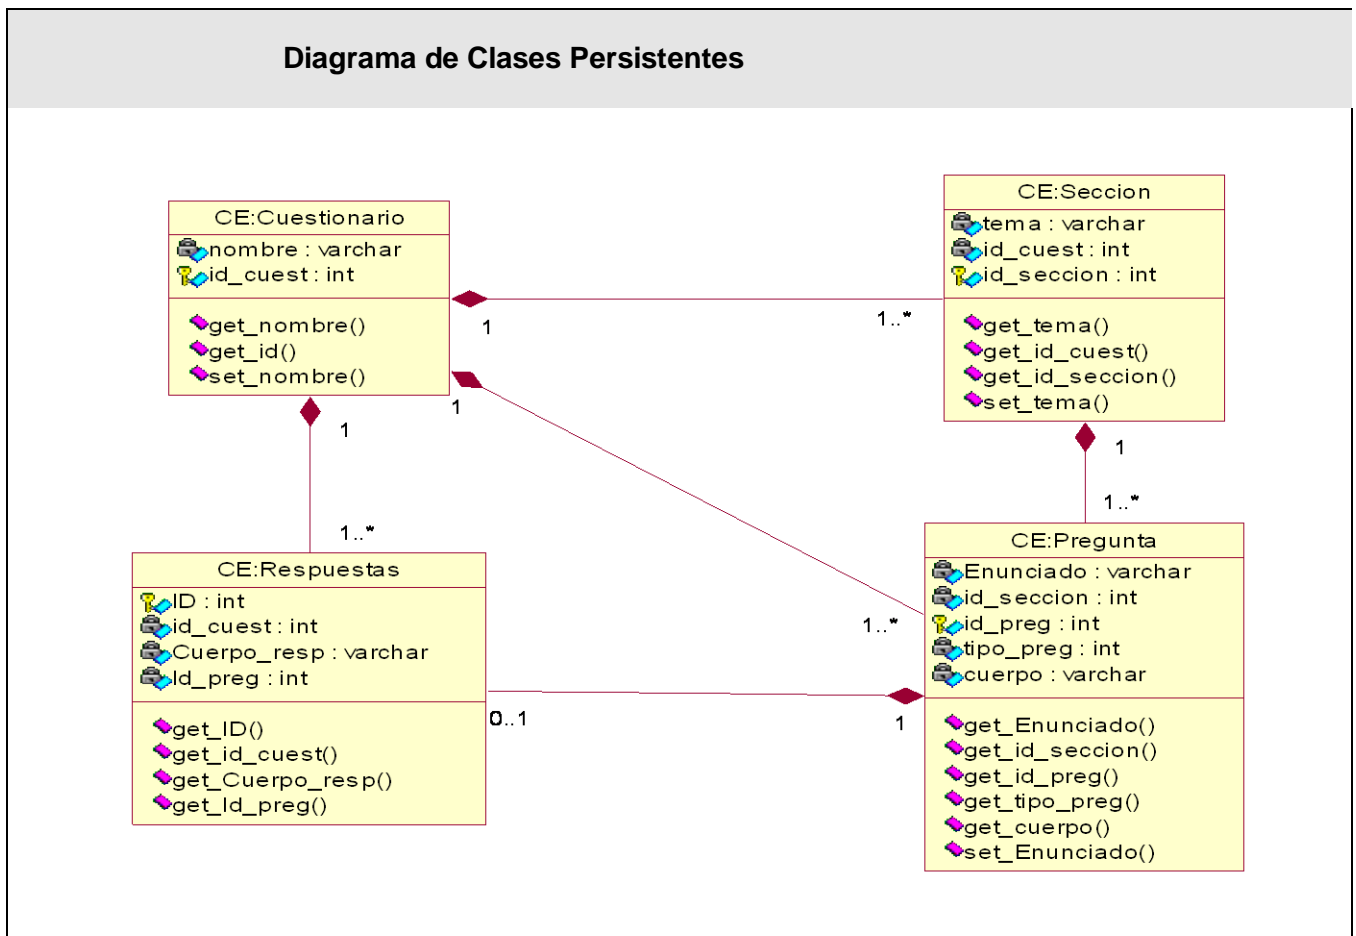 Diagrama de Clases Persistentes
CE:Cuestionario
nombre : varchar
id_cuest : int
get_nombre()
get_id()
set_nombre()
1
1..*
1
1..*
1
1..*
CE:Seccion
tema : varchar
id_cuest : int
id_seccion : int
get_tema()
get_id_cuest()
get_id_seccion()
set_tema()
1
1..*
CE:Respuestas
ID : int
id_cuest : int
Cuerpo_resp : varchar
Id_preg : int
get_ID()
get_id_cuest()
get_Cuerpo_resp()
get_Id_preg()
0..1
1
CE:Pregunta
Enunciado : varchar
id_seccion : int
id_preg : int
tipo_preg : int
cuerpo : varchar
get_Enunciado()
get_id_seccion()
get_id_preg()
get_tipo_preg()
get_cuerpo()
set_Enunciado()